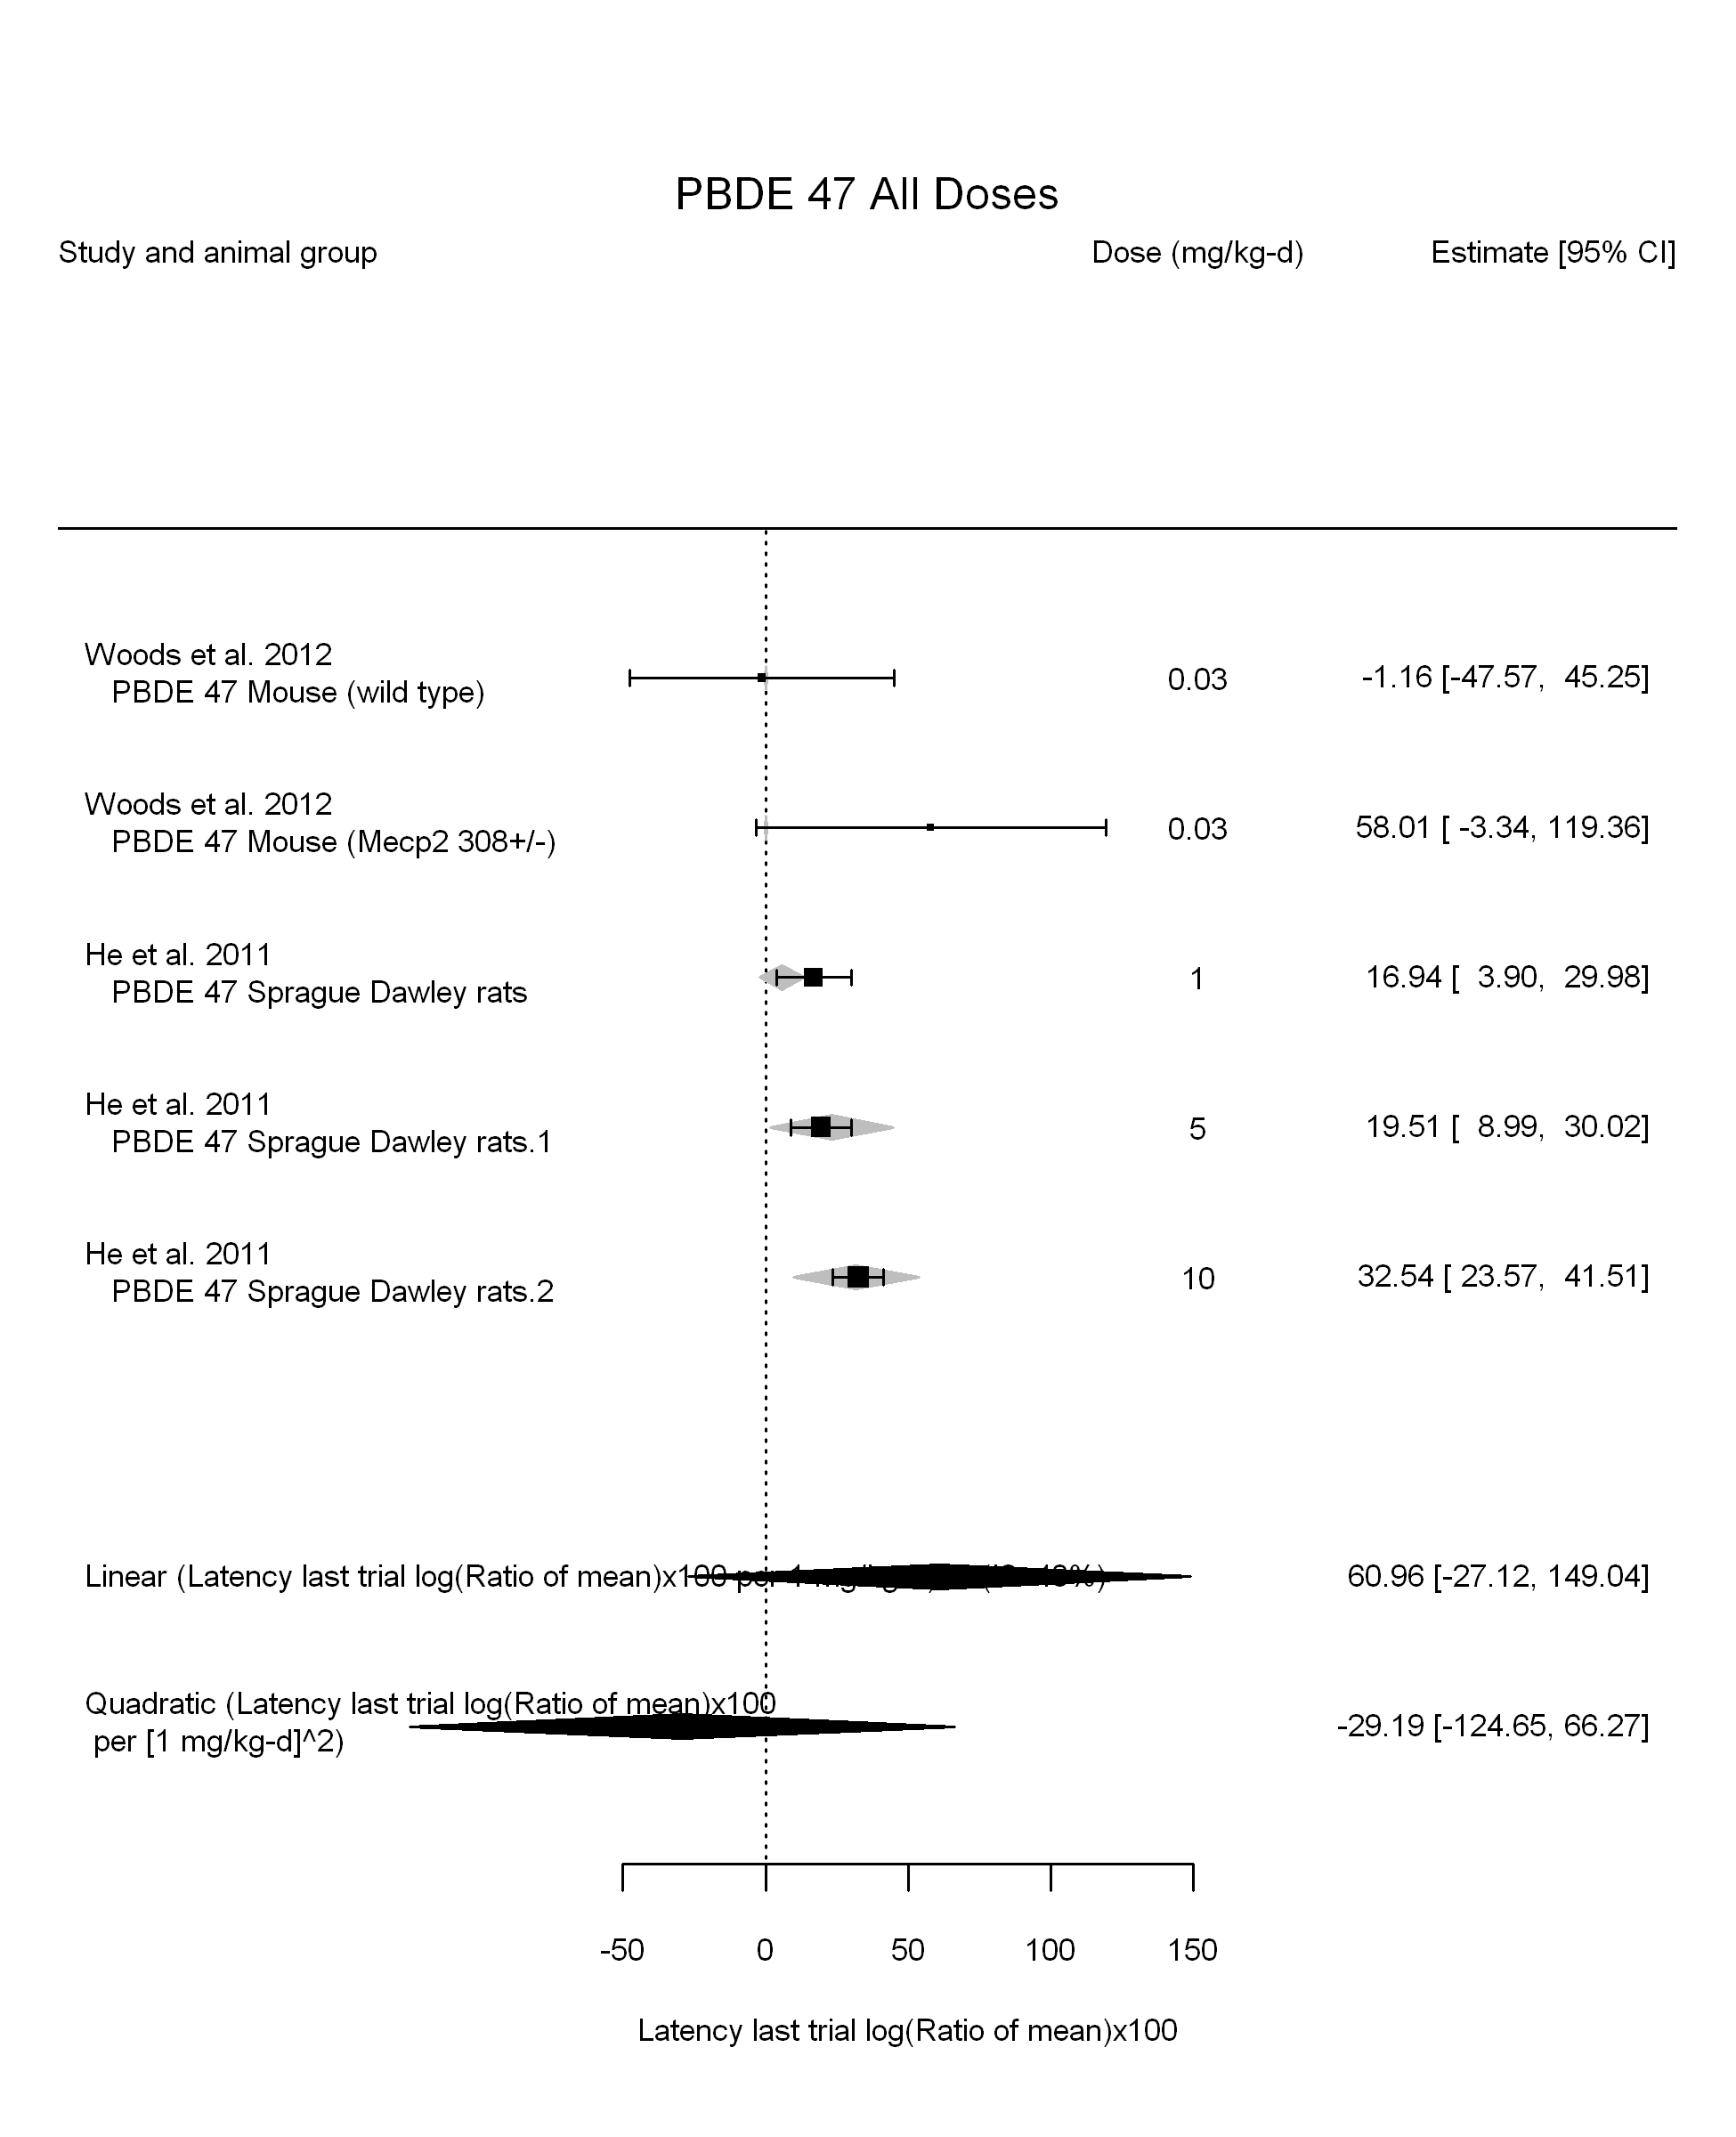 PBDE 47 All Doses
Study and animal group Dose (mg/kg-d) Estimate [95% CI]
Woods et al. 2012
PBDE 47 Mouse (wild type) 0.03 -1.16 [-47.57, 45.25]
Woods et al. 2012
PBDE 47 Mouse (Mecp2 308+/-) 0.03 58.01 [ -3.34, 119.36]
He et al. 2011
PBDE 47 Sprague Dawley rats 1 16.94 [ 3.90, 29.98]
He et al. 2011
PBDE 47 Sprague Dawley rats.1 5 19.51 [ 8.99, 30.02]
He et al. 2011
PBDE 47 Sprague Dawley rats.2 10 32.54 [ 23.57, 41.51]
Linear (Latency last trial log(Ratio of mean)x100 per 1 60.96 [-27.12, 149.04]
Quadratic (Latency last trial log(Ratio of mean)x100
per [1 mg/kg-d]^2) -29.19 [-124.65, 66.27]
-50 0 50 100 150
Latency last trial log(Ratio of mean)x100